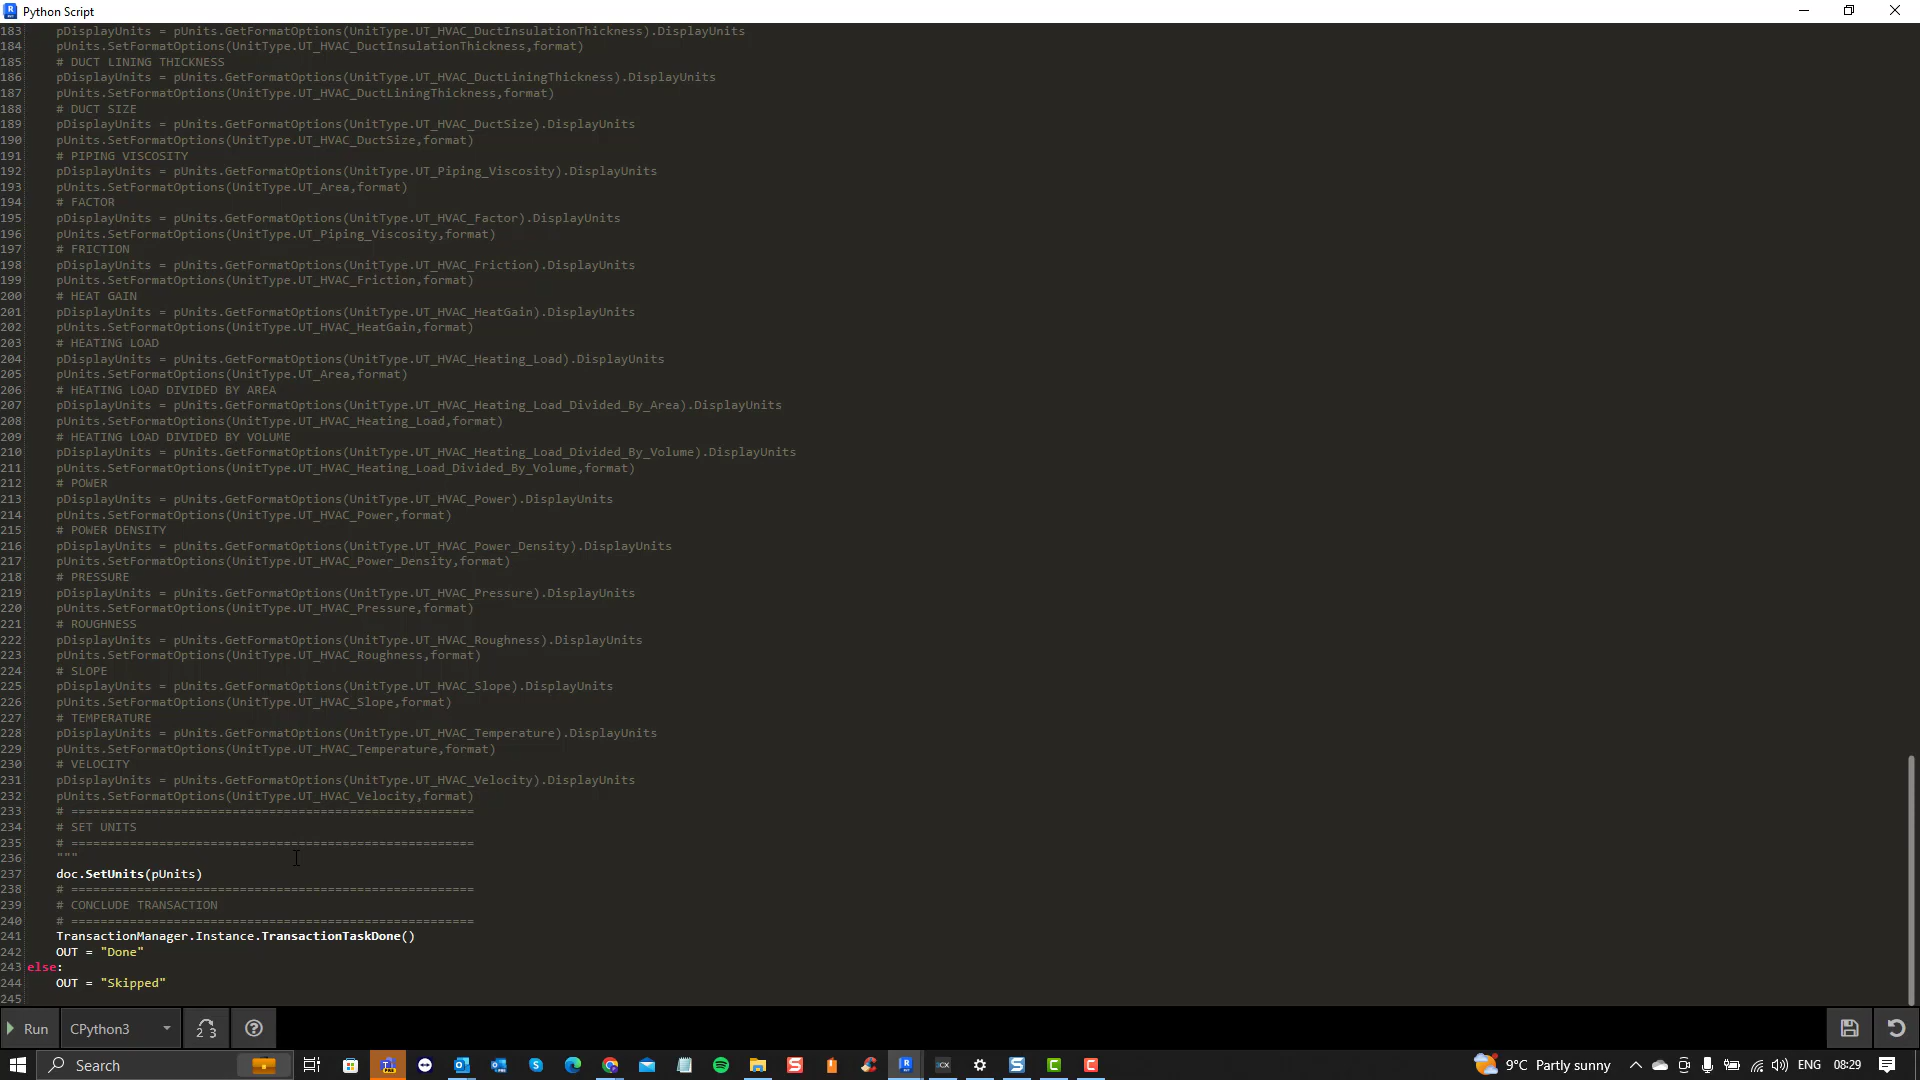 Python Script
183 pDisplayUnits = pUnits.GetFormatOptions(UnitType.UT_HVAC_DuctInsulationThickness).DisplayUnits
184 pUnits.SetFormatOptions(UnitType.UT_HVAC_DuctInsulationThickness,format)
185 # DUCT LINING THICKNESS
186 pDisplayUnits = pUnits.GetFormatOptions(UnitType.UT_HVAC_DuctLiningThickness).DisplayUnits
187 pUnits.SetFormatOptions(UnitType.UT_HVAC_DuctLiningThickness,format)
188 # DUCT SIZE
189 pDisplayUnits = pUnits.GetFormatOptions(UnitType.UT_HVAC_DuctSize).DisplayUnits
190 pUnits.SetFormatOptions(UnitType.UT_HVAC_DuctSize,format)
191 # PIPING VISCOSITY
192 pDisplayUnits = pUnits.GetFormatOptions(UnitType.UT_Piping_Viscosity).DisplayUnits
193 pUnits.SetFormatOptions(UnitType.UT_Area,format)
194 # FACTOR
195 pDisplayUnits = pUnits.GetFormatOptions(UnitType.UT_HVAC_Factor).DisplayUnits
196 pUnits.SetFormatOptions(UnitType.UT_Piping_Viscosity,format)
197 # FRICTION
198 pDisplayUnits = pUnits.GetFormatOptions(UnitType.UT_HVAC_Friction).DisplayUnits
199 pUnits.SetFormatOptions(UnitType.UT_HVAC_Friction,format)
200 # HEAT GAIN
201 pDisplayUnits = pUnits.GetFormatOptions(UnitType.UT_HVAC_HeatGain).DisplayUnits
202 pUnits.SetFormatOptions(UnitType.UT_HVAC_HeatGain,format)
203 # HEATING LOAD
204 pDisplayUnits = pUnits.GetFormatOptions(UnitType.UT_HVAC_Heating_Load).DisplayUnits
205 pUnits.SetFormatOptions(UnitType.UT_Area,format)
206 # HEATING LOAD DIVIDED BY AREA
207 pDisplayUnits = pUnits.GetFormatOptions(UnitType.UT_HVAC_Heating_Load_Divided_By_Area).DisplayUnits
208 pUnits.SetFormatOptions(UnitType.UT_HVAC_Heating_Load,format)
209 # HEATING LOAD DIVIDED BY VOLUME
210 pDisplayUnits = pUnits.GetFormatOptions(UnitType.UT_HVAC_Heating_Load_Divided_By_Volume).DisplayUnits
211 pUnits.SetFormatOptions(UnitType.UT_HVAC_Heating_Load_Divided_By_Volume,format)
212 # POWER
213 pDisplayUnits = pUnits.GetFormatOptions(UnitType.UT_HVAC_Power).DisplayUnits
214 pUnits.SetFormatOptions(UnitType.UT_HVAC_Power,format)
215 # POWER DENSITY
216 pDisplayUnits = pUnits.GetFormatOptions(UnitType.UT_HVAC_Power_Density).DisplayUnits
217 pUnits.SetFormatOptions(UnitType.UT_HVAC_Power_Density,format)
218 # PRESSURE
219 pDisplayUnits = pUnits.GetFormatOptions(UnitType.UT_HVAC_Pressure).DisplayUnits
220 pUnits.SetFormatOptions(UnitType.UT_HVAC_Pressure,format)
221 # ROUGHNESS
222 pDisplayUnits = pUnits.GetFormatOptions(UnitType.UT_HVAC_Roughness).DisplayUnits
223 pUnits.SetFormatOptions(UnitType.UT_HVAC_Roughness,format)
224 # SLOPE
225 pDisplayUnits = pUnits.GetFormatOptions(UnitType.UT_HVAC_Slope).DisplayUnits
226 pUnits.SetFormatOptions(UnitType.UT_HVAC_Slope,format)
227 # TEMPERATURE
228 pDisplayUnits = pUnits.GetFormatOptions(UnitType.UT_HVAC_Temperature).DisplayUnits
229 pUnits.SetFormatOptions(UnitType.UT_HVAC_Temperature,format)
230 # VELOCITY
231 pDisplayUnits = pUnits.GetFormatOptions(UnitType.UT_HVAC_Velocity).DisplayUnits
232 pUnits.SetFormatOptions(UnitType.UT_HVAC_Velocity,format)
233 # =======================================================
234 # SET UNITS
235 # =======================================================
236 """
237 doc.SetUnits(pUnits)
238 # =======================================================
239 # CONCLUDE TRANSACTION
240 # =======================================================
241 TransactionManager.Instance.TransactionTaskDone()
242 OUT = "Done"
243 else:
244 OUT = "Skipped"
245
Run CPython3
Search 9°C Partly sunny ENG 08:29